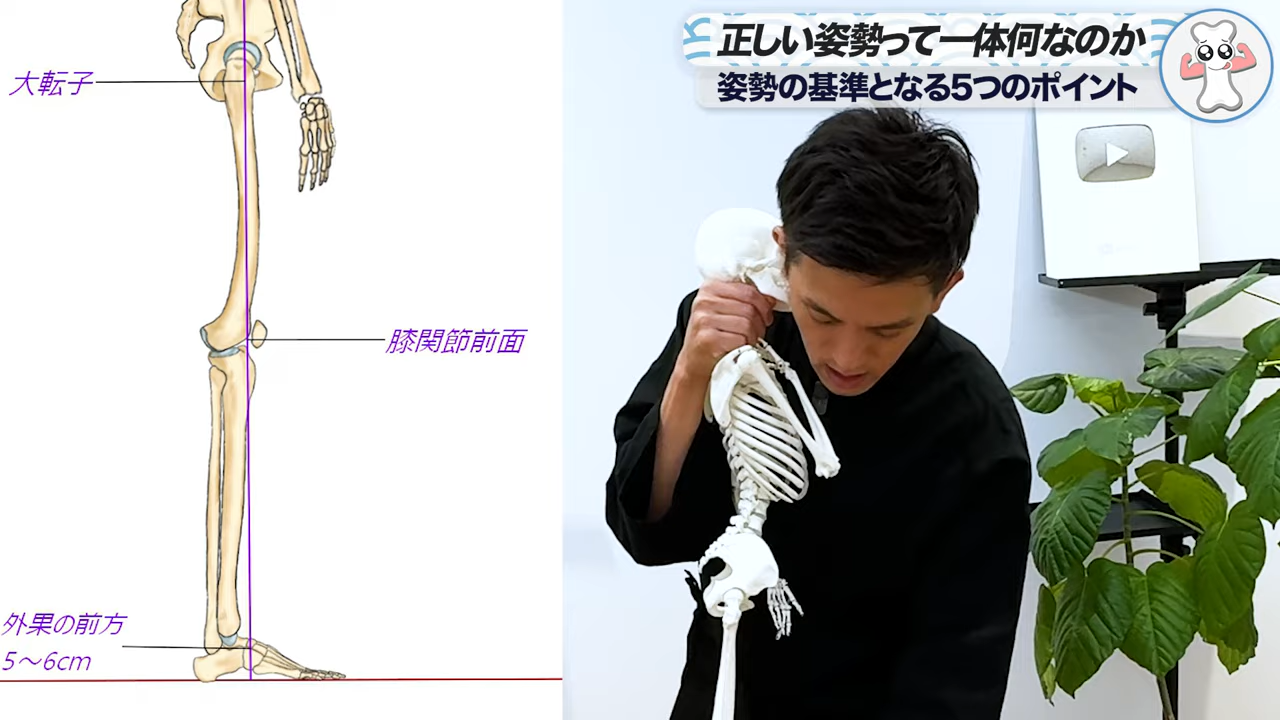 正しい姿勢って一体何なのか
姿勢の基準となる5つのポイント
大転子
膝関節前面
外果の前方
5～6cm